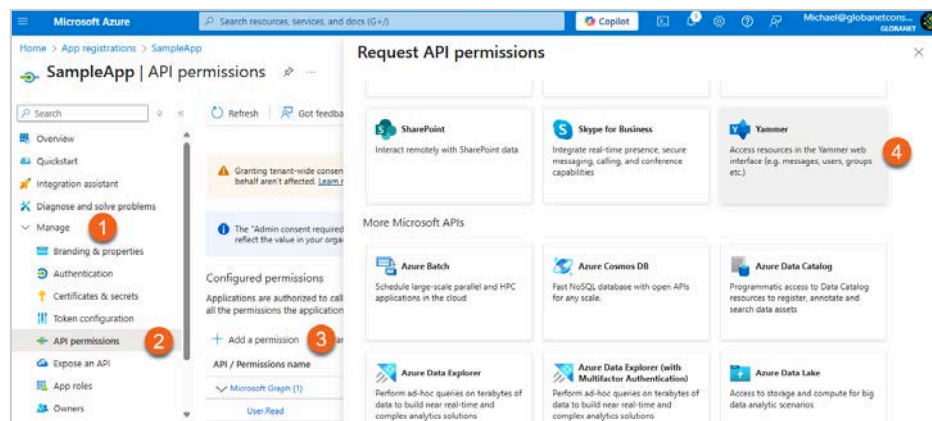 Microsoft Azure
Search resources, services, and docs (G+/)
Copilot
Michael@globanetcons...
GLOBANET
Home > App registrations > SampleApp
SampleApp | API permissions
Search
Overview
Quickstart
Integration assistant
Diagnose and solve problems
Manage
1
Branding & properties
Authentication
Certificates & secrets
Token configuration
API permissions
2
Expose an API
App roles
Owners
Refresh
Got feedba
Granting tenant-wide consen
behalf aren't affected. Learn
The "Admin consent required
reflect the value in your orga
Configured permissions
Applications are authorized to call
all the permissions the application
Add a permission
3
API / Permissions name
Microsoft Graph (1)
User.Read
Request API permissions
SharePoint
Interact remotely with SharePoint data
Skype for Business
Integrate real-time presence, secure
messaging, calling, and conference
capabilities
Yammer
Access resources in the Yammer web
interface (e.g. messages, users, groups
etc.)
4
More Microsoft APIs
Azure Batch
Schedule large-scale parallel and HPC
applications in the cloud
Azure Cosmos DB
Fast NoSQL database with open APIs
for any scale.
Azure Data Catalog
Programmatic access to Data Catalog
resources to register, annotate and
search data assets
Azure Data Explorer
Perform ad-hoc queries on terabytes of
data to build near real-time and
complex analytics solutions
Azure Data Explorer (with
Multifactor Authentication)
Perform ad-hoc queries on terabytes of
data to build near real-time and
complex analytics solutions
Azure Data Lake
Access to storage and compute for big
data analytic scenarios